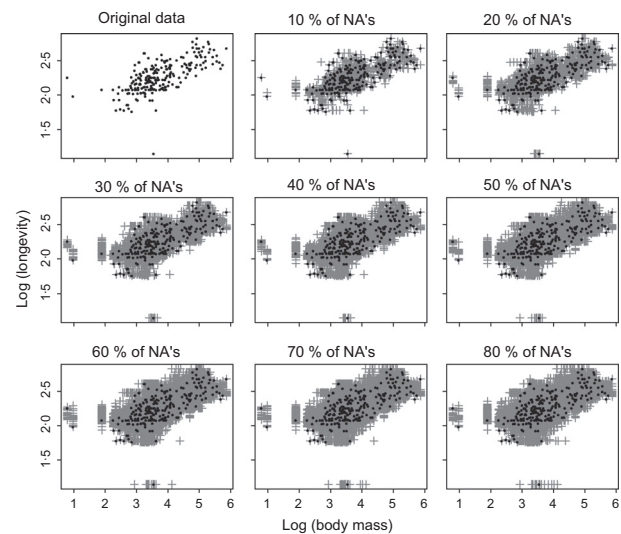 Original data
10 % of NA's
20 % of NA's
2·5
2·0
1·5
30 % of NA's
40 % of NA's
50 % of NA's
Log (longevity)
2·5
2·0
1·5
60 % of NA's
70 % of NA's
80 % of NA's
2·5
2·0
1·5
1 2 3 4 5 6
1 2 3 4 5 6
1 2 3 4 5 6
Log (body mass)